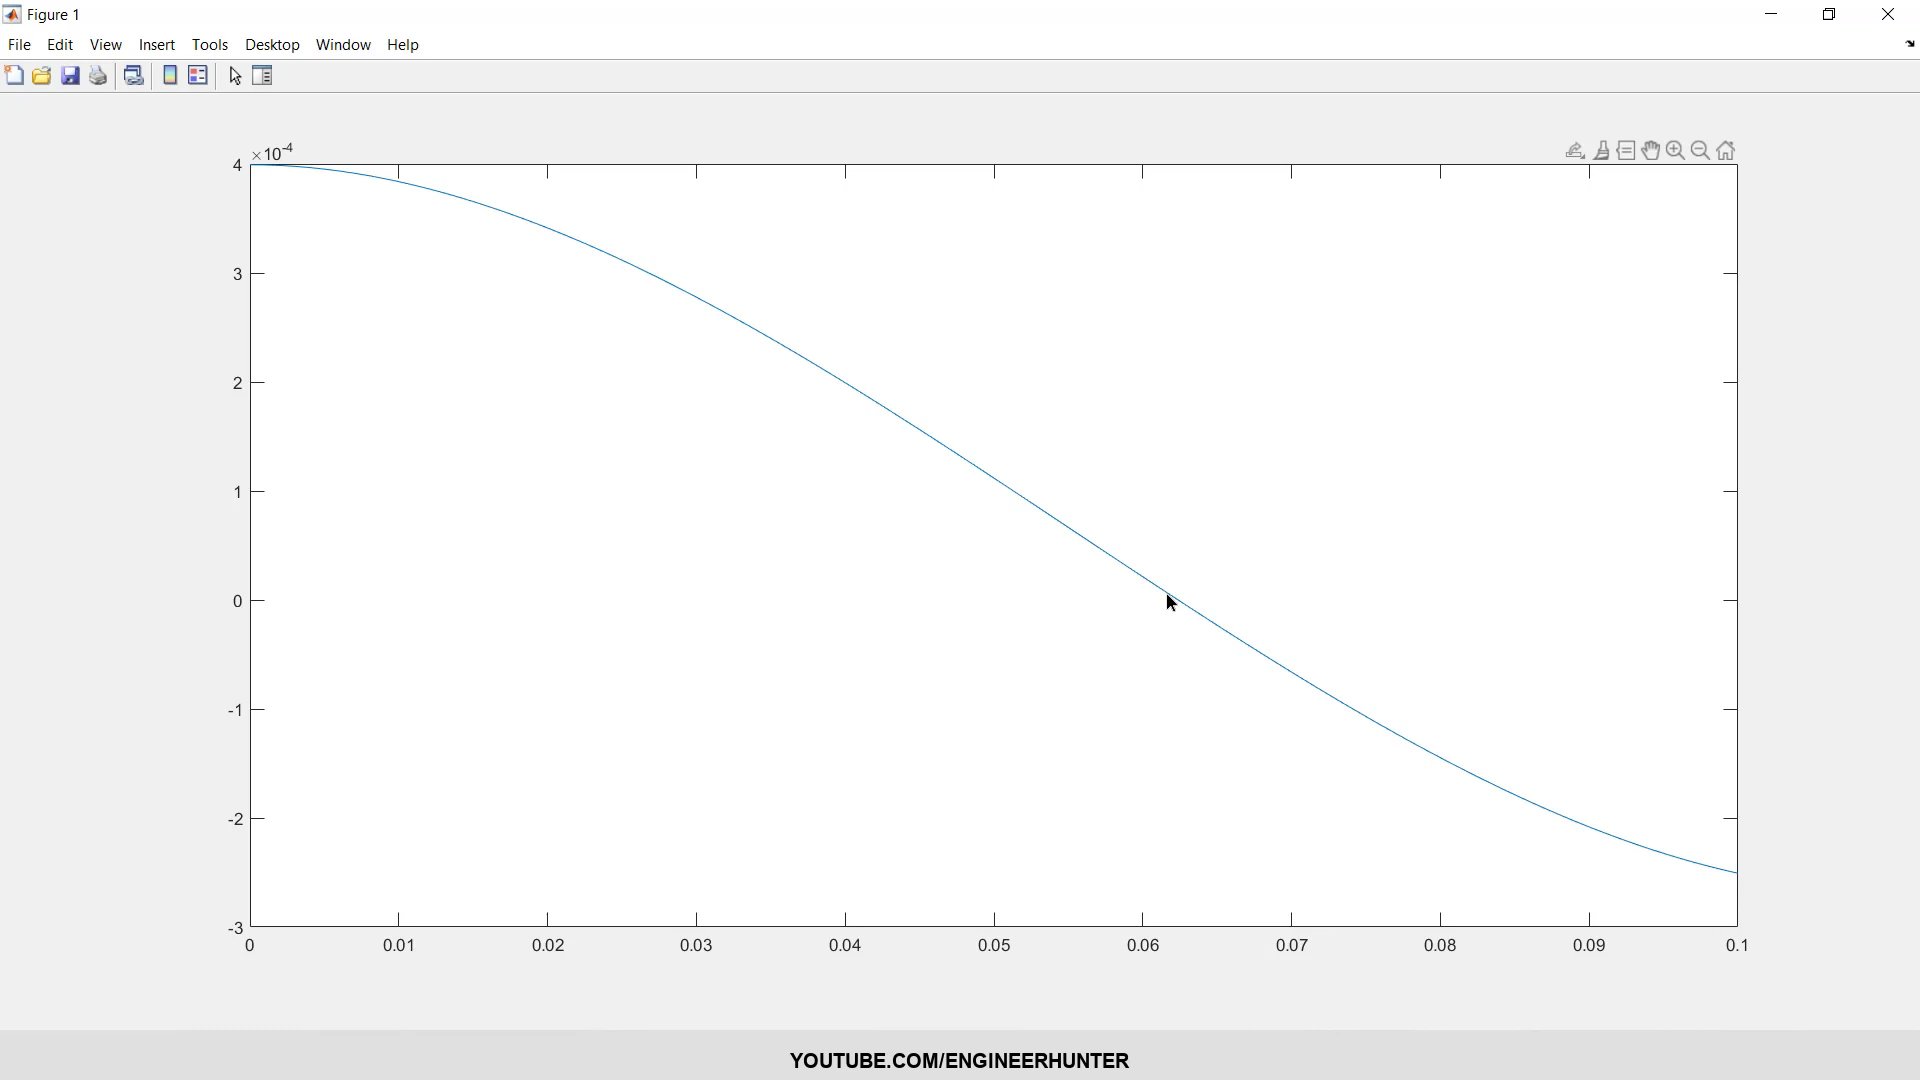 Figure 1
File Edit View Insert Tools Desktop Window Help
×10-4
4
3
2
1
0
-1
-2
-3
0 0.01 0.02 0.03 0.04 0.05 0.06 0.07 0.08 0.09 0.1
YOUTUBE.COM/ENGINEERHUNTER